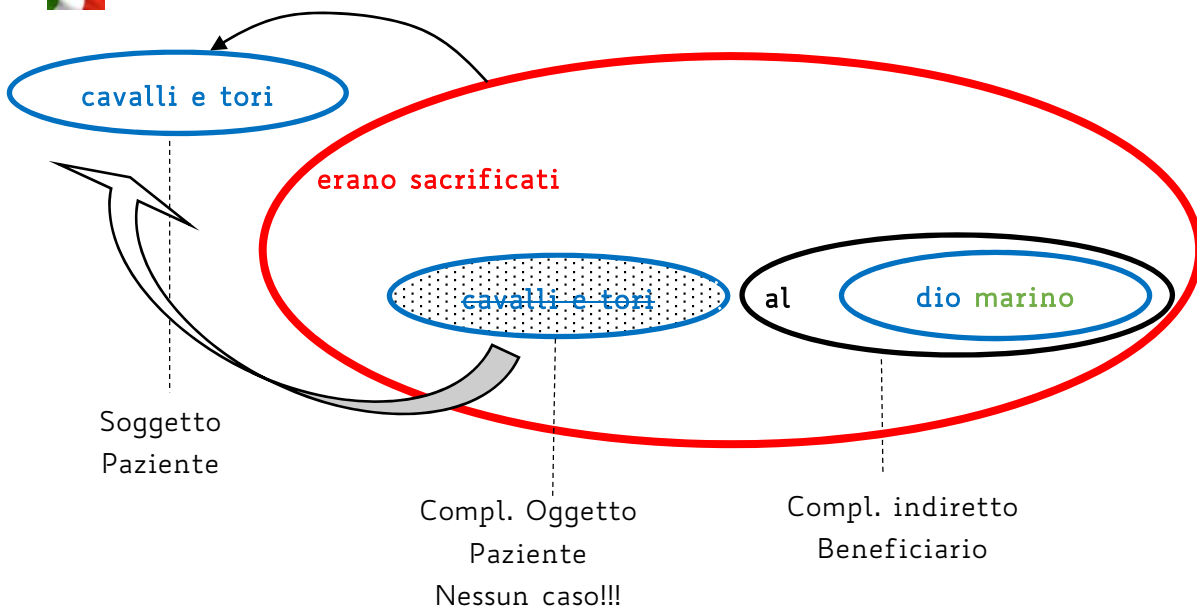 cavalli e tori
erano sacrificati
cavalli e tori
al
dio marino
Soggetto
Paziente
Compl. Oggetto
Paziente
Nessun caso!!!
Compl. indiretto
Beneficiario